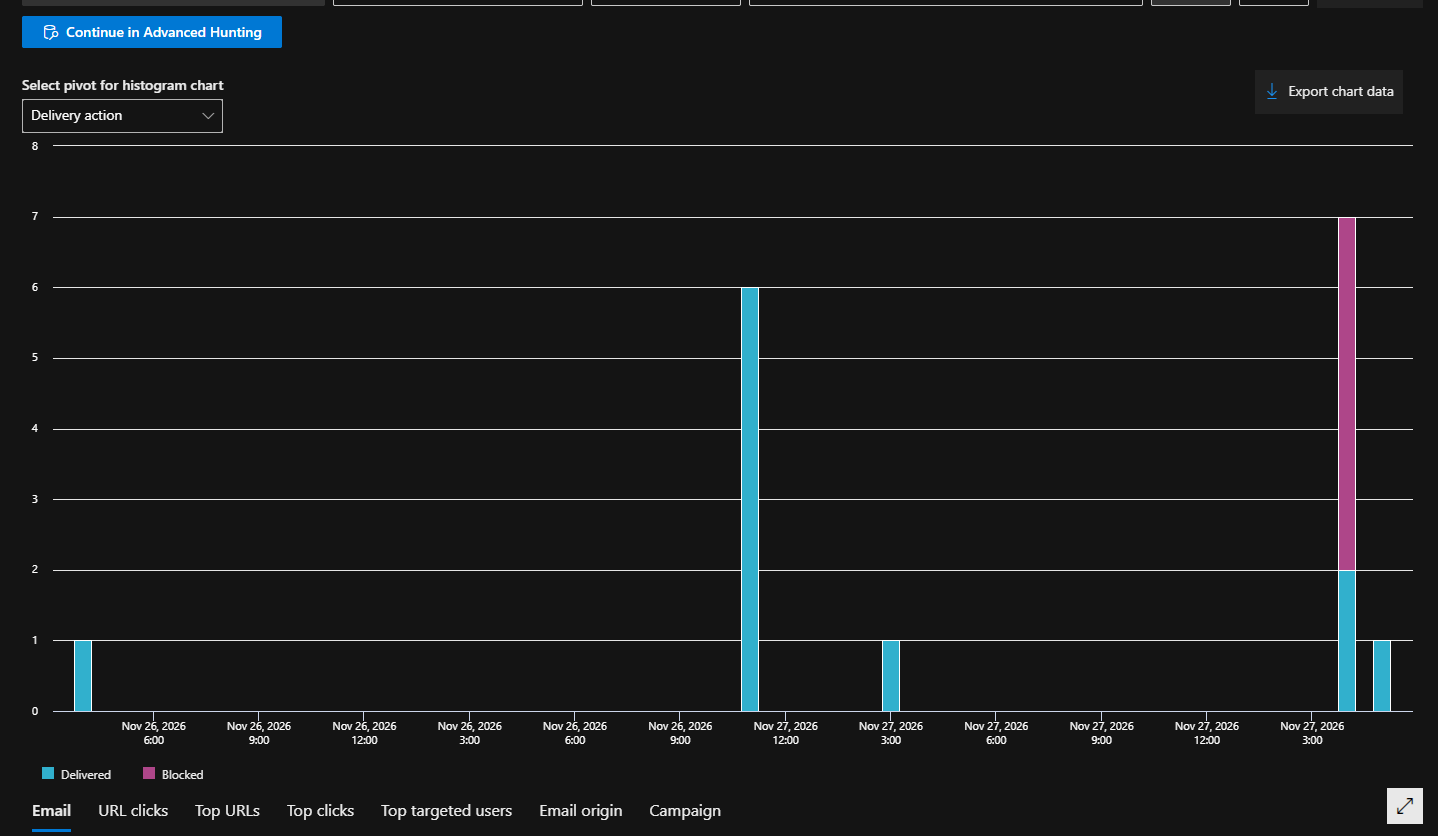 Continue in Advanced Hunting
Select pivot for histogram chart
Delivery action
Export chart data
8
7
6
5
4
3
2
1
0
Nov 26, 2026 Nov 26, 2026 Nov 26, 2026 Nov 26, 2026 Nov 26, 2026 Nov 26, 2026 Nov 27, 2026 Nov 27, 2026 Nov 27, 2026 Nov 27, 2026 Nov 27, 2026 Nov 27, 2026
6:00 9:00 12:00 3:00 6:00 9:00 12:00 3:00 6:00 9:00 12:00 3:00
Delivered Blocked
Email URL clicks Top URLs Top clicks Top targeted users Email origin Campaign